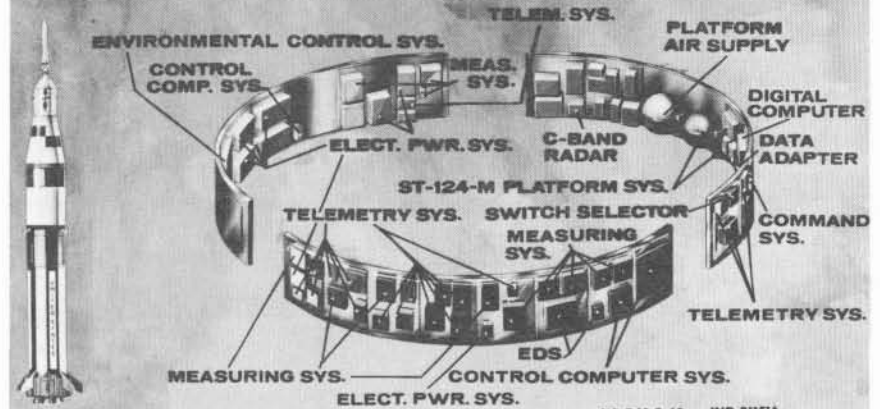 TELEM. SYS.
ENVIRONMENTAL CONTROL SYS.
PLATFORM
AIR SUPPLY
CONTROL
COMP. SYS.
MEAS.
SYS.
DIGITAL
COMPUTER
ELECT. PWR. SYS.
C-BAND
RADAR
DATA
ADAPTER
ST-124-M PLATFORM SYS.
TELEMETRY SYS.
SWITCH SELECTOR
MEASURING
SYS.
COMMAND
SYS.
TELEMETRY SYS.
EDS
MEASURING SYS.
CONTROL COMPUTER SYS.
ELECT. PWR. SYS.